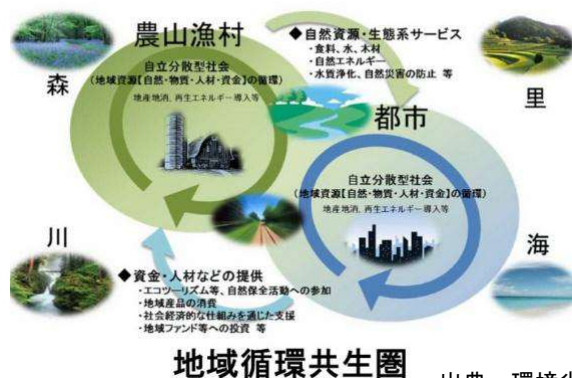 農山漁村
自立分散型社会
(地域資源【自然・物質・人材・資金】の循環)
地産地消、再生エネルギー導入等
森
◆自然資源・生態系サービス
・食料、水、木材
・自然エネルギー
・水質浄化、自然災害の防止 等
里
都市
自立分散型社会
(地域資源【自然・物質・人材・資金】の循環)
地産地消、再生エネルギー導入等
川
海
◆資金・人材などの提供
・エコツーリズム等、自然保全活動への参加
・地域産品の消費
・社会経済的な仕組みを通じた支援
・地域ファンド等への投資 等
地域循環共生圏